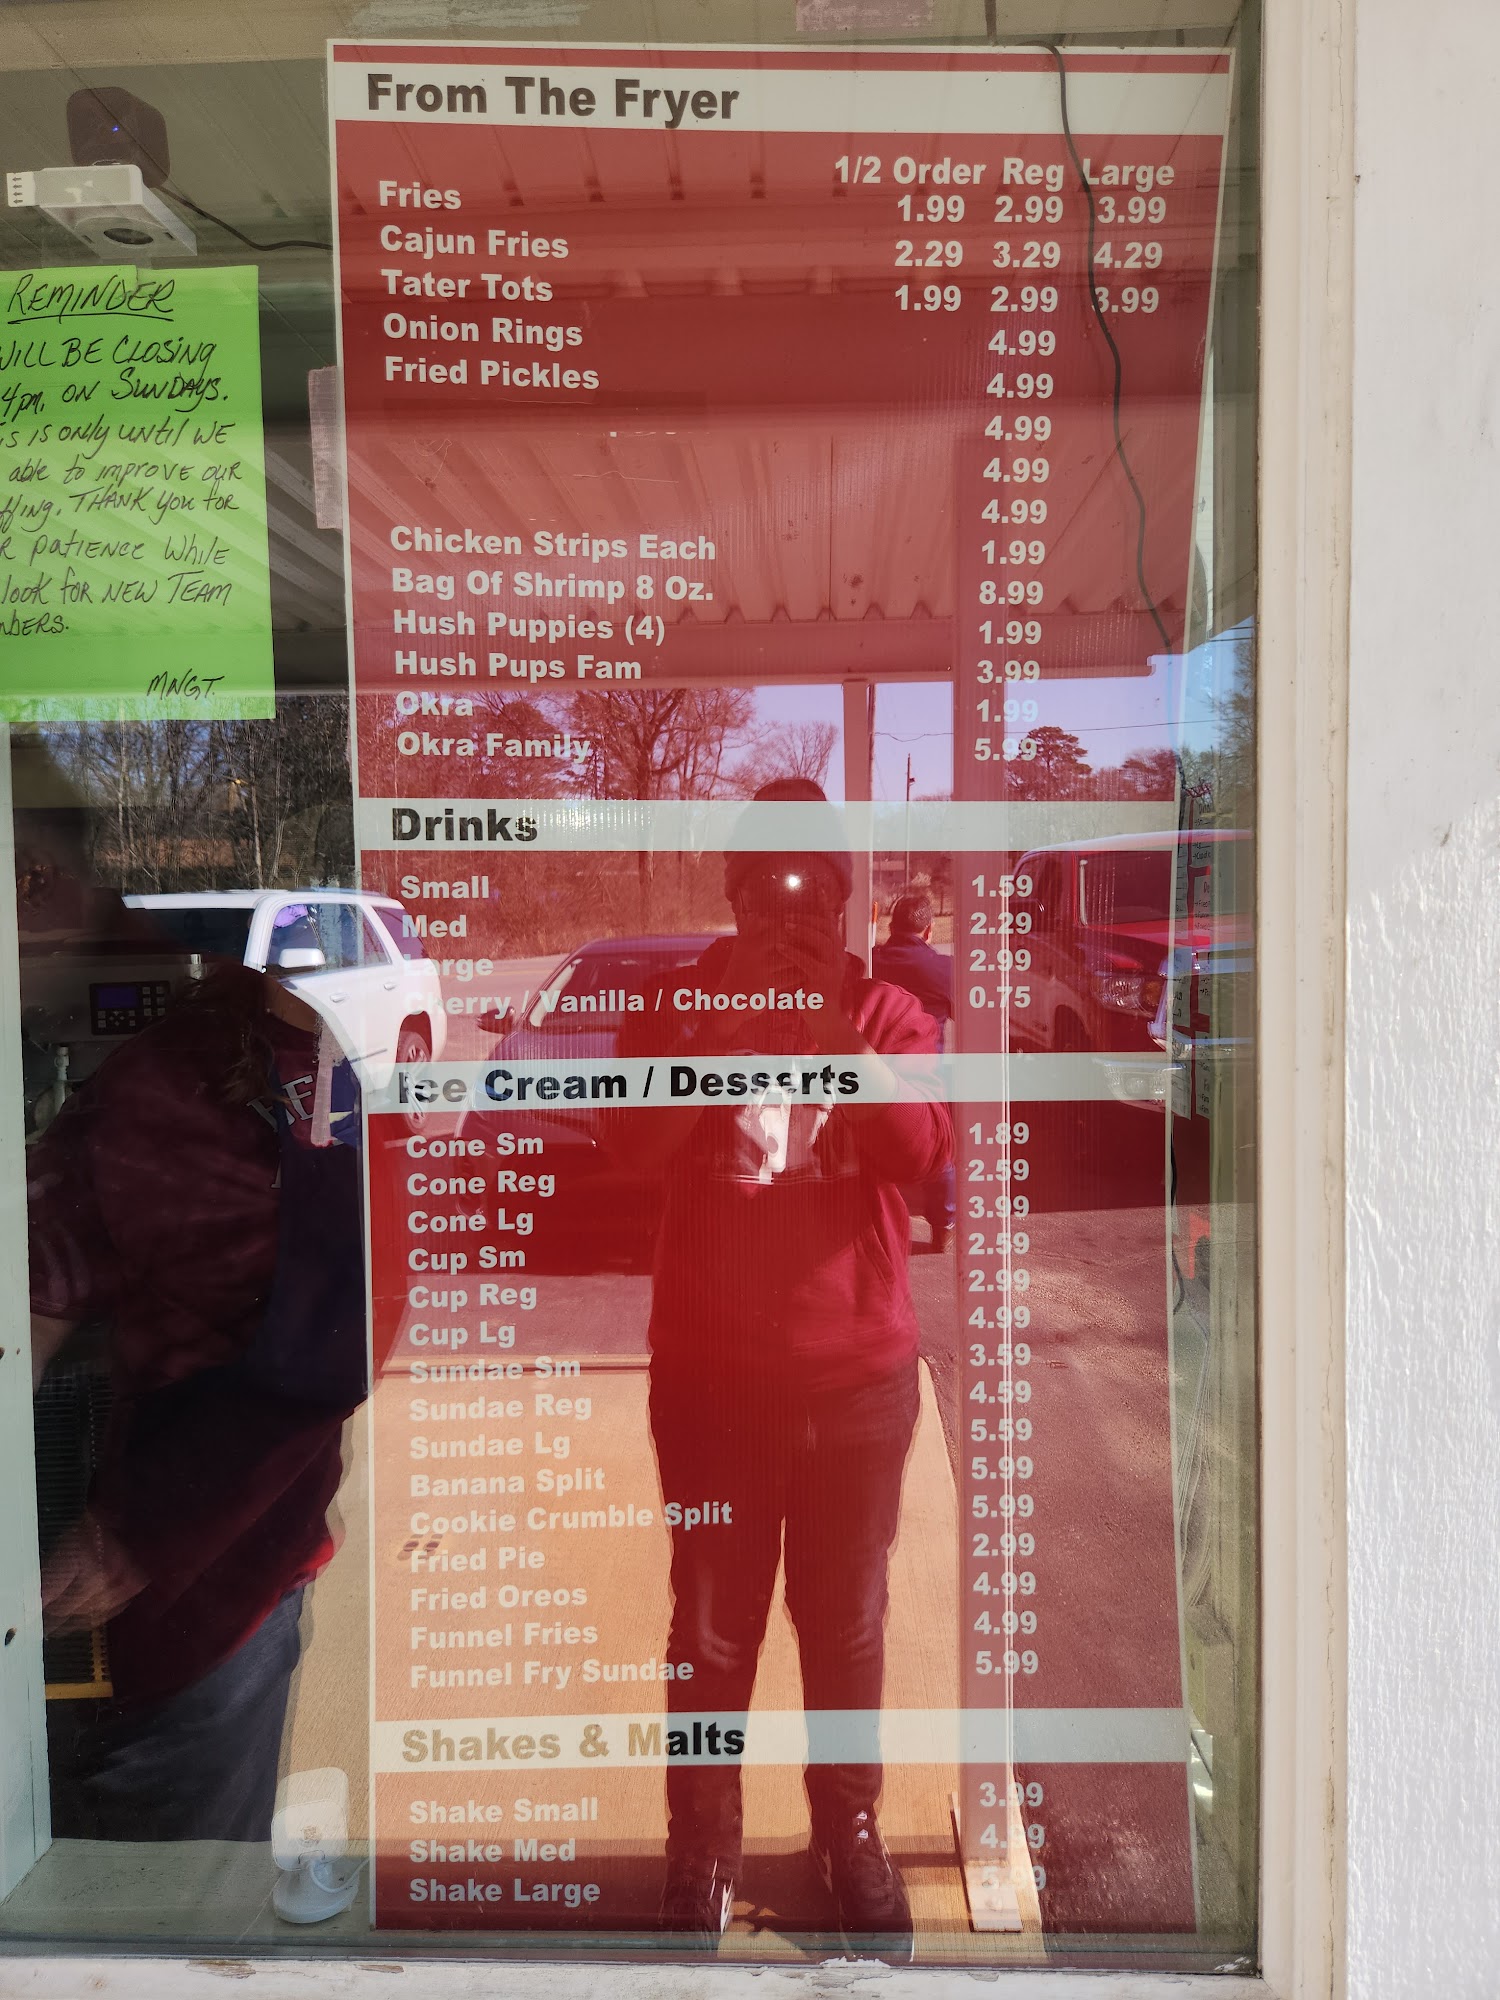 From The Fryer
1/2 Order Reg Large
Fries 1.99 2.99 3.99
Cajun Fries 2.29 3.29 4.29
Tater Tots 1.99 2.99 3.99
Onion Rings 4.99
Fried Pickles 4.99
4.99
4.99
4.99
Chicken Strips Each 1.99
Bag Of Shrimp 8 Oz. 8.99
Hush Puppies (4) 1.99
Hush Pups Fam 3.99
Okra 1.99
Okra Family 5.99
Drinks
Small 1.59
Med 2.29
Large 2.99
Cherry / Vanilla / Chocolate 0.75
Ice Cream / Desserts
Cone Sm 1.89
Cone Reg 2.59
Cone Lg 3.99
Cup Sm 2.59
Cup Reg 2.99
Cup Lg 4.99
Sundae Sm 3.59
Sundae Reg 4.59
Sundae Lg 5.59
Banana Split 5.99
Cookie Crumble Split 5.99
Fried Pie 2.99
Fried Oreos 4.99
Funnel Fries 4.99
Funnel Fry Sundae 5.99
Shakes & Malts
Shake Small 3.99
Shake Med 4.99
Shake Large 5.99
REMINDER
WILL BE CLOSING
4pm. ON SUNDAYS.
is ONLY UNTIL WE
able to improve our
THANK YOU FOR
PATIENCE WHILE
look for NEW TEAM
MNGT.